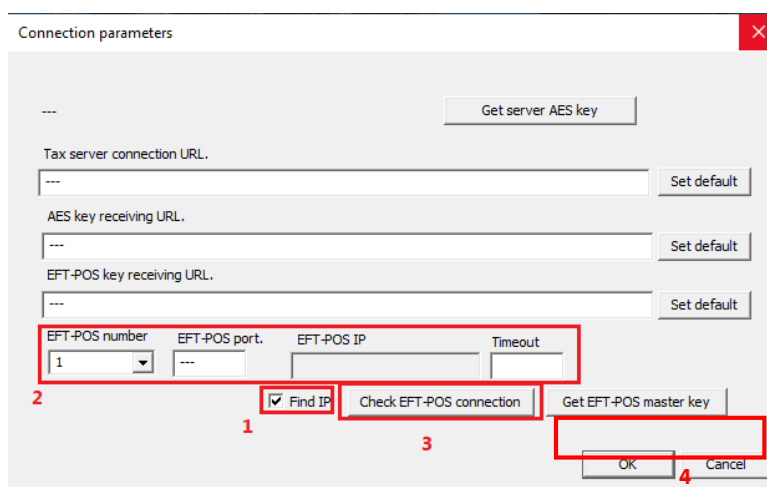 Connection parameters
--- Get server AES key
Tax server connection URL.
--- Set default
AES key receiving URL.
--- Set default
EFT-POS key receiving URL.
--- Set default
EFT-POS number EFT-POS port. EFT-POS IP Timeout
1 ---
2 Find IP Check EFT-POS connection Get EFT-POS master key
1 3
OK Cancel
4